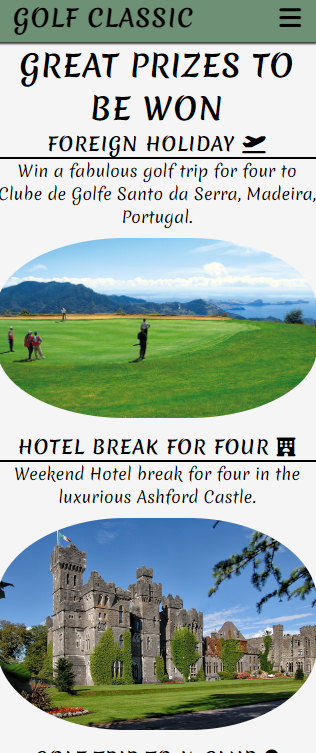 GOLF CLASSIC
GREAT PRIZES TO
BE WON
FOREIGN HOLIDAY
Win a fabulous golf trip for four to
Clube de Golfe Santo da Serra, Madeira,
Portugal.
HOTEL BREAK FOR FOUR
Weekend Hotel break for four in the
luxurious Ashford Castle.